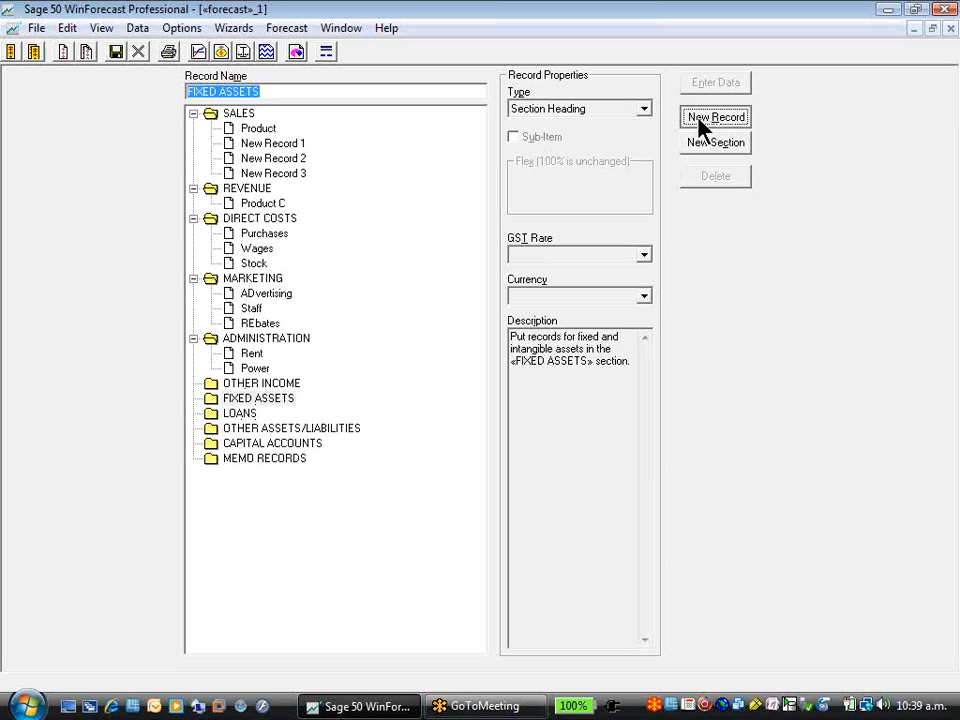 Sage 50 WinForecast Professional - [«forecast»_1]
File Edit View Data Options Wizards Forecast Window Help
Record Name
FIXED ASSETS
SALES
Product
New Record 1
New Record 2
New Record 3
REVENUE
Product C
DIRECT COSTS
Purchases
Wages
Stock
MARKETING
ADvertising
Staff
REbates
ADMINISTRATION
Rent
Power
OTHER INCOME
FIXED ASSETS
LOANS
OTHER ASSETS/LIABILITIES
CAPITAL ACCOUNTS
MEMO RECORDS
Record Properties
Type
Section Heading
Sub-Item
Flex (100% is unchanged)
GST Rate
Currency
Description
Put records for fixed and
intangible assets in the
«FIXED ASSETS» section.
Enter Data
New Record
New Section
Delete
Sage 50 WinFor... GoToMeeting 100% 10:39 a.m.